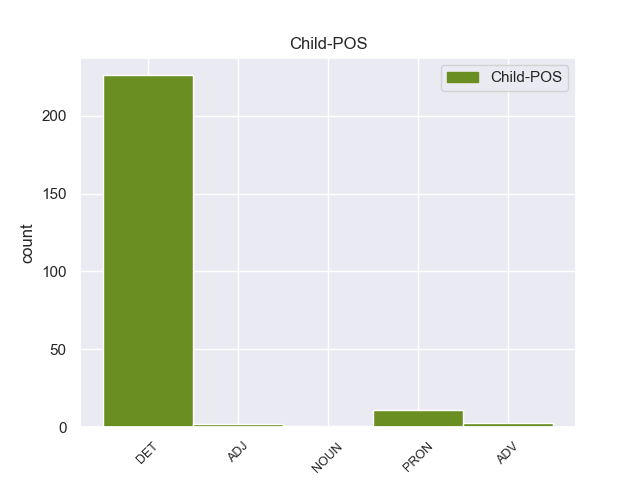 Child-POS
Child-POS
200
150
100
50
0
count
DET
ADJ
NOUN
PRON
ADV